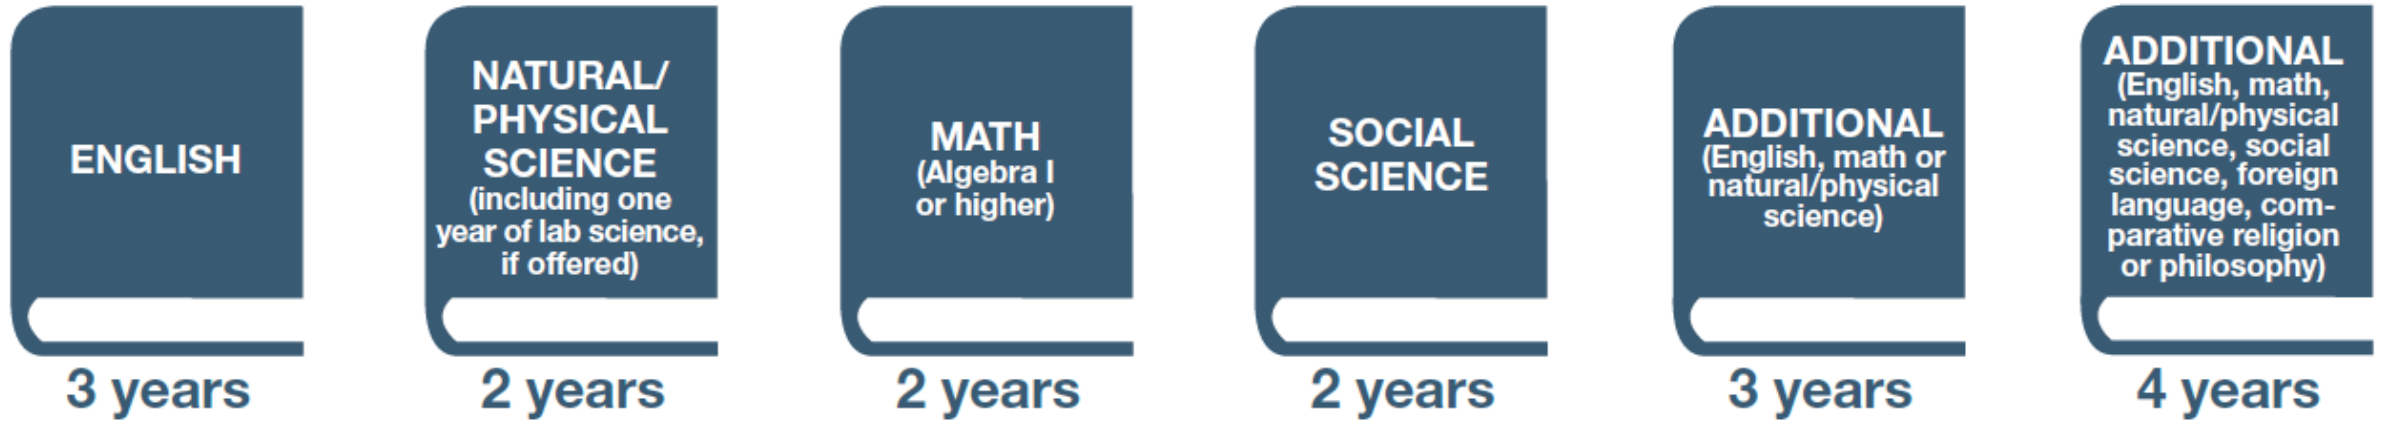 ENGLISH
3 years
NATURAL/
PHYSICAL
SCIENCE
(including one
year of lab science,
if offered)
2 years
MATH
(Algebra I
or higher)
2 years
SOCIAL
SCIENCE
2 years
ADDITIONAL
(English, math or
natural/physical
science)
3 years
ADDITIONAL
(English, math,
natural/physical
science, social
science, foreign
language, com-
parative religion
or philosophy)
4 years